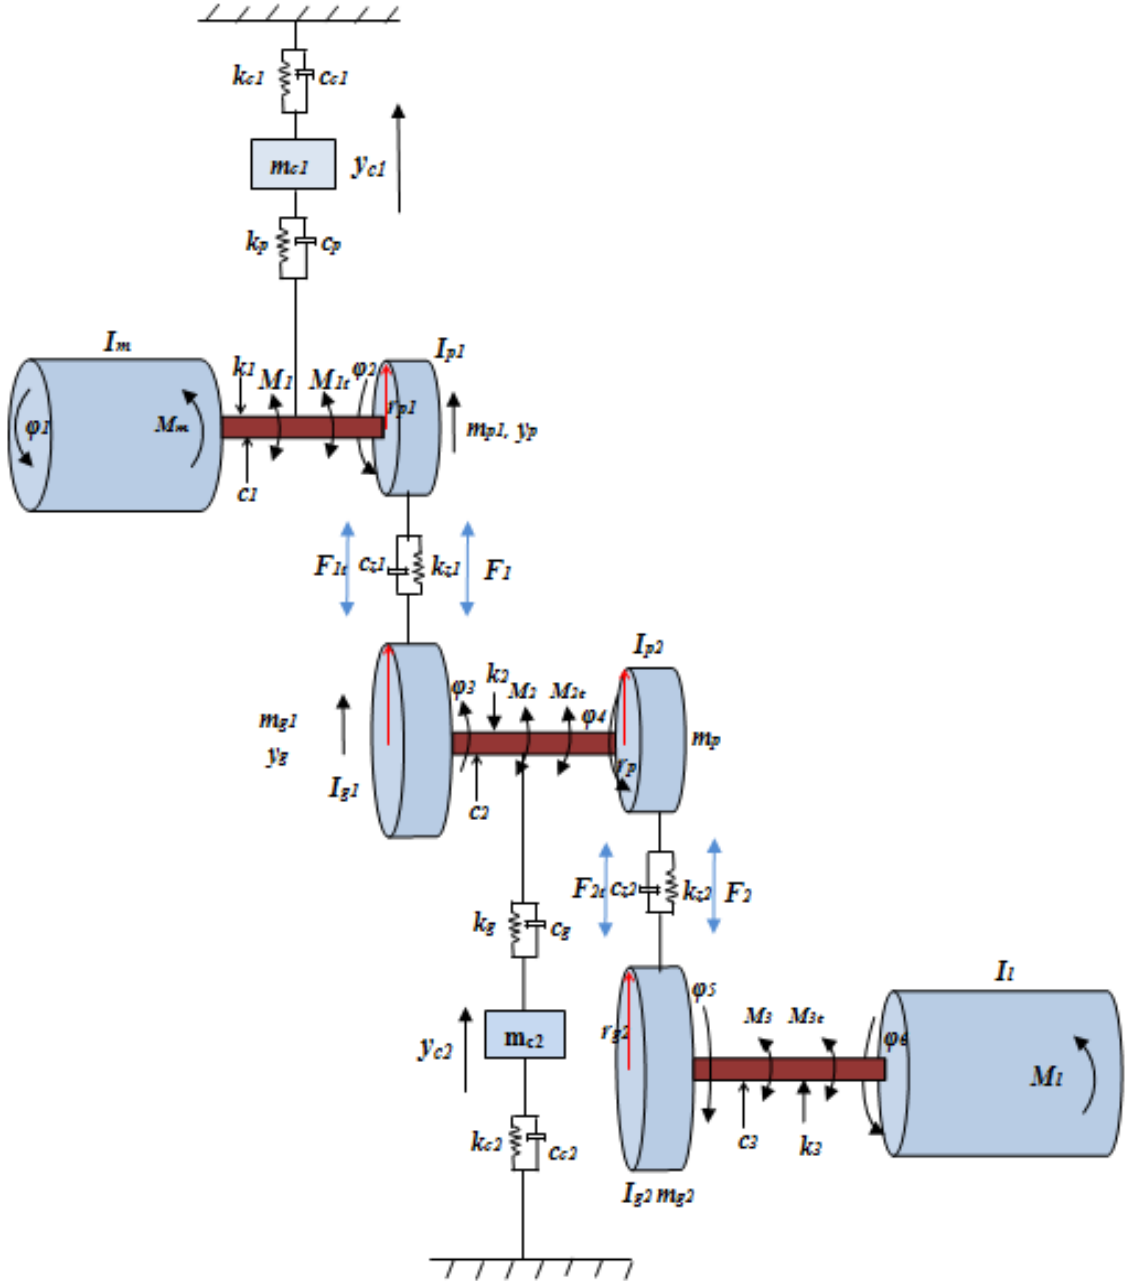 kc1 cc1
mc1 yc1
kp cp
Im
Ip1
k1 M1 M1t φ2
rp1
φ1 Mm
mp1, yp
c1
F1t cz1 kz1 F1
Ip2
k2
φ3 M2 M2t φ4
mg1
yg
mp
rp
Ig1
c2
F2t cz2 kz2 F2
kg cg
Il
φ5
yc2 mc2
rg2
M3 M3t φ6
Ml
kc2 cc2
c3 k3
Ig2 mg2